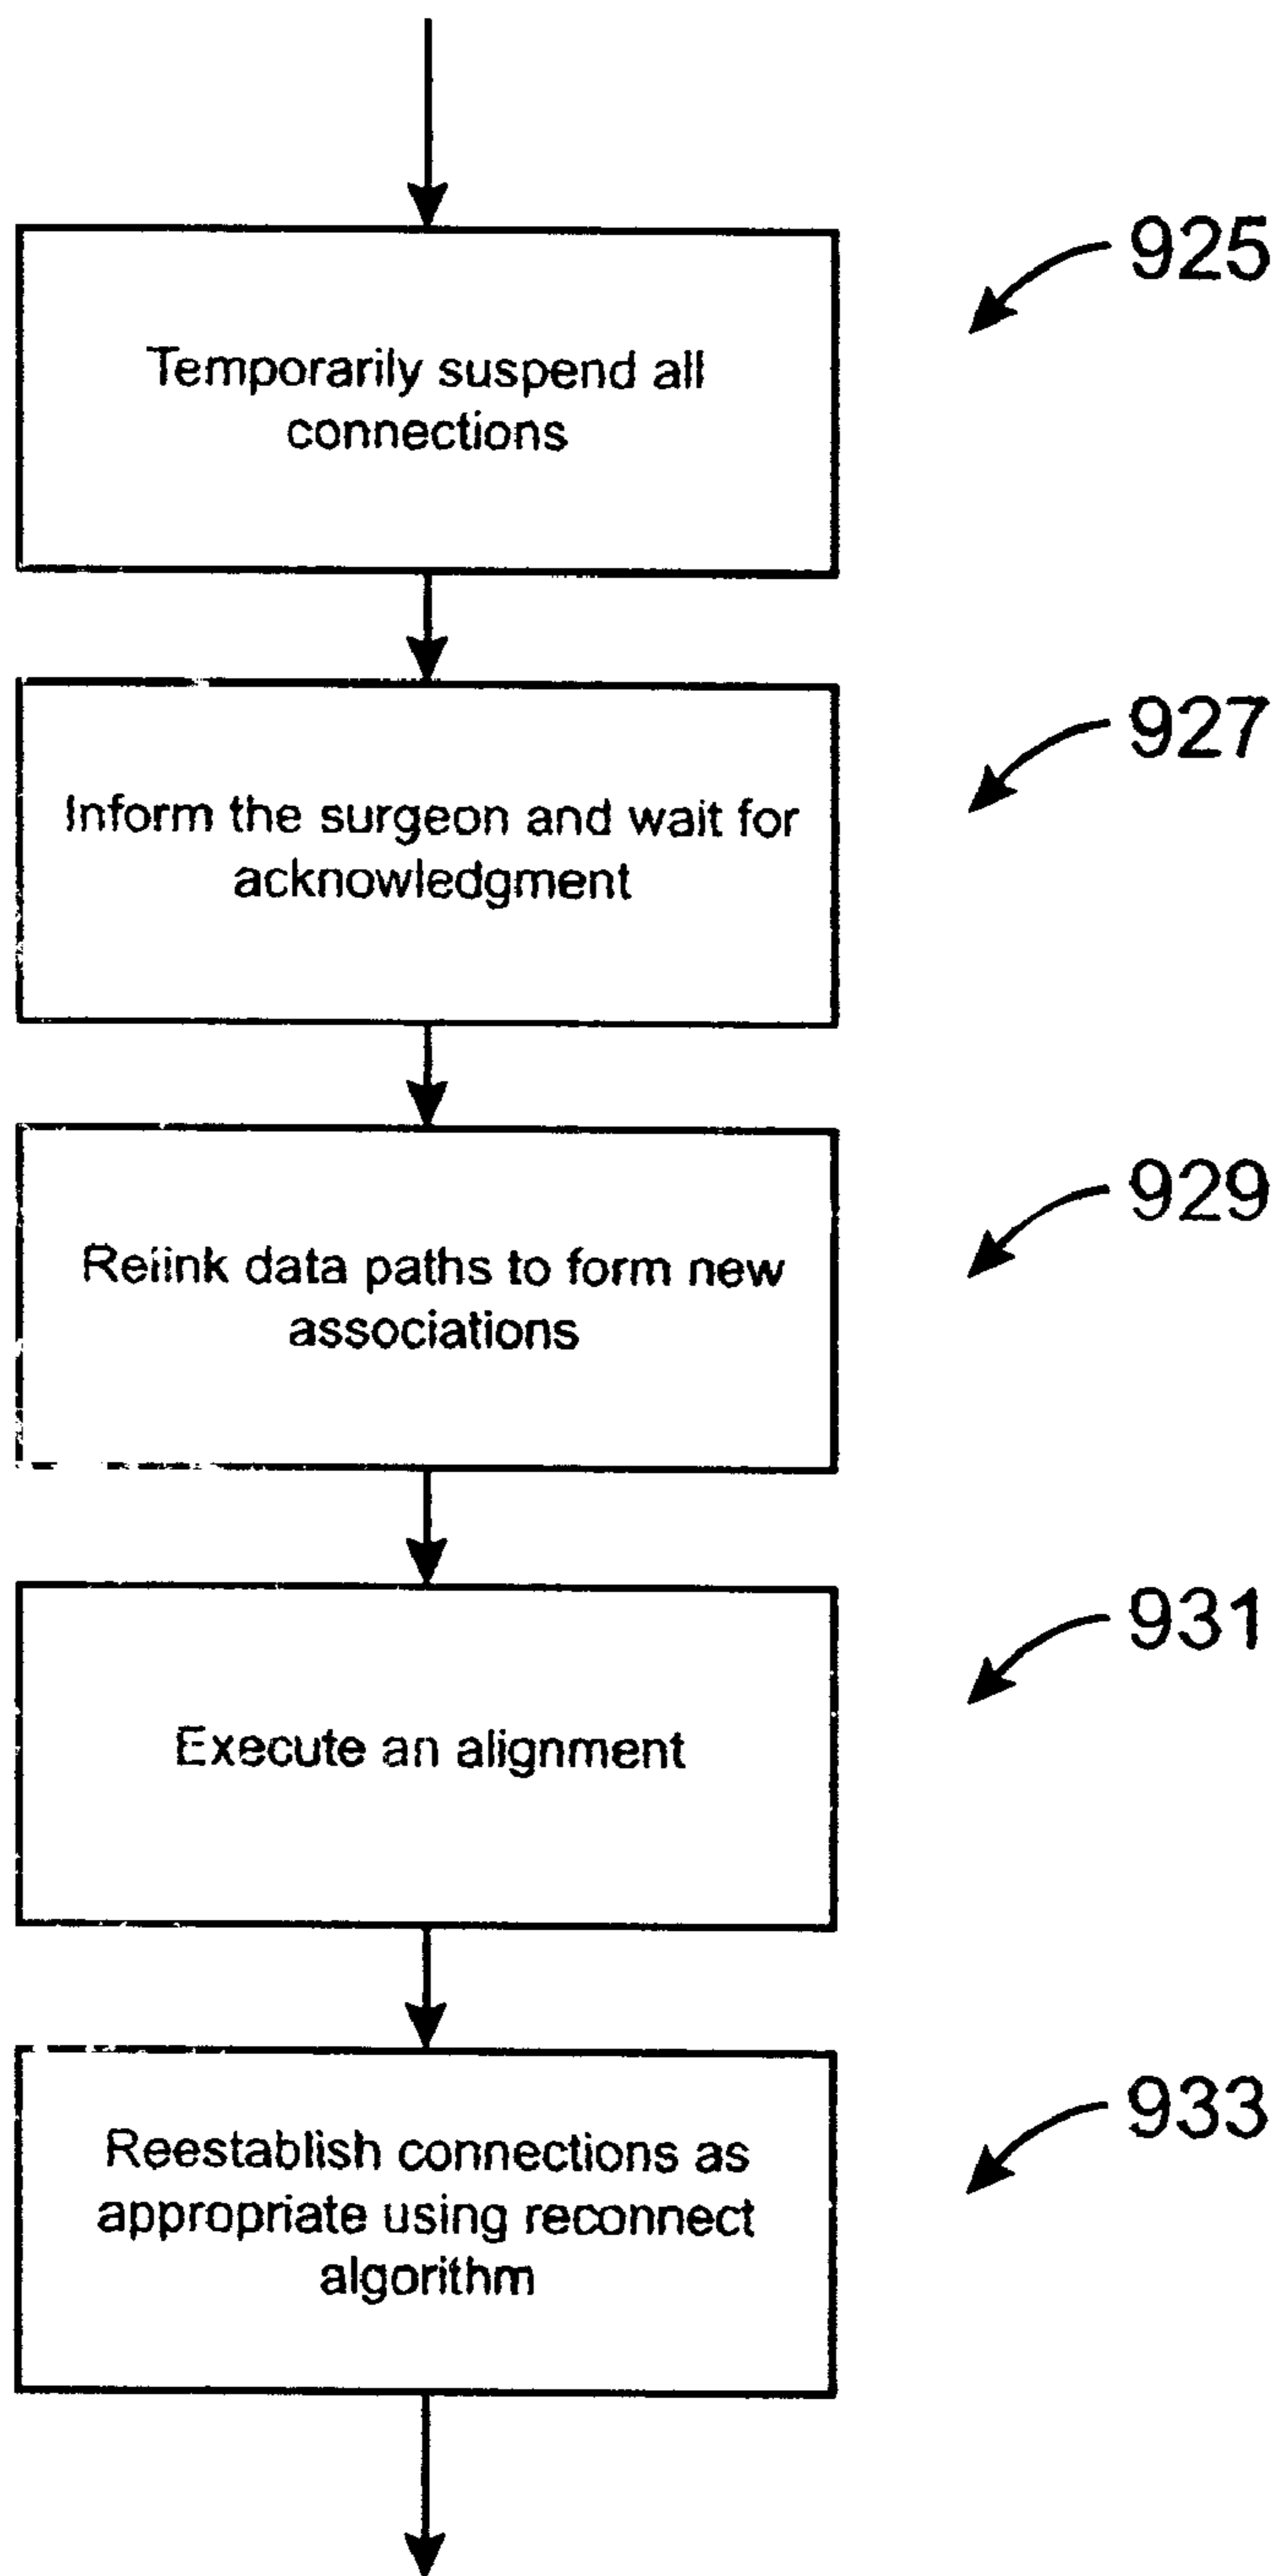 Temporarily suspend all
connections
925
Inform the surgeon and wait for
acknowledgment
927
Relink data paths to form new
associations
929
Execute an alignment
931
Reestablish connections as
appropriate using reconnect
algorithm
933